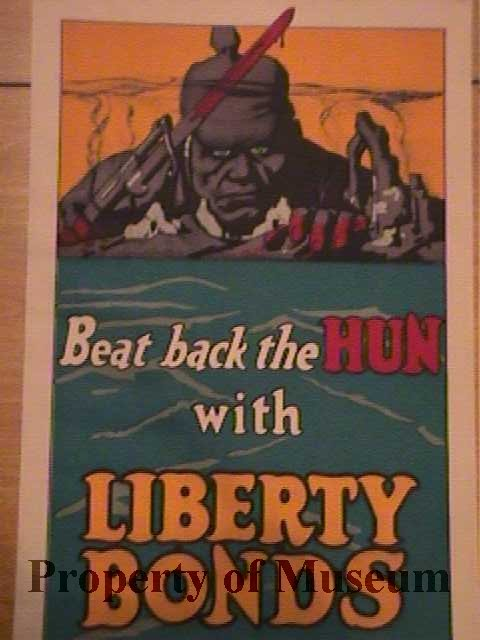 Beat back the HUN
with
LIBERTY
BONDS
Property of Museum